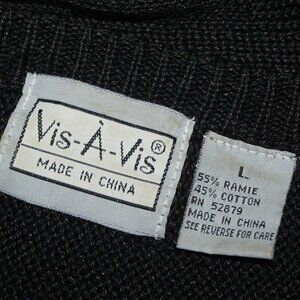 Vis-À-Vis®
MADE IN CHINA
L
55% RAMIE
45% COTTON
RN 52879
MADE IN CHINA
SEE REVERSE FOR CARE